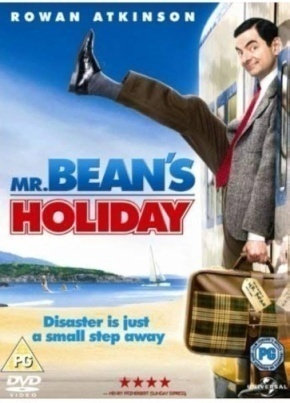 ROWAN ATKINSON
MR. BEAN'S
HOLIDAY
Disaster is just
a small step away
PG
DVD
VIDEO
PG
UNIVERSAL